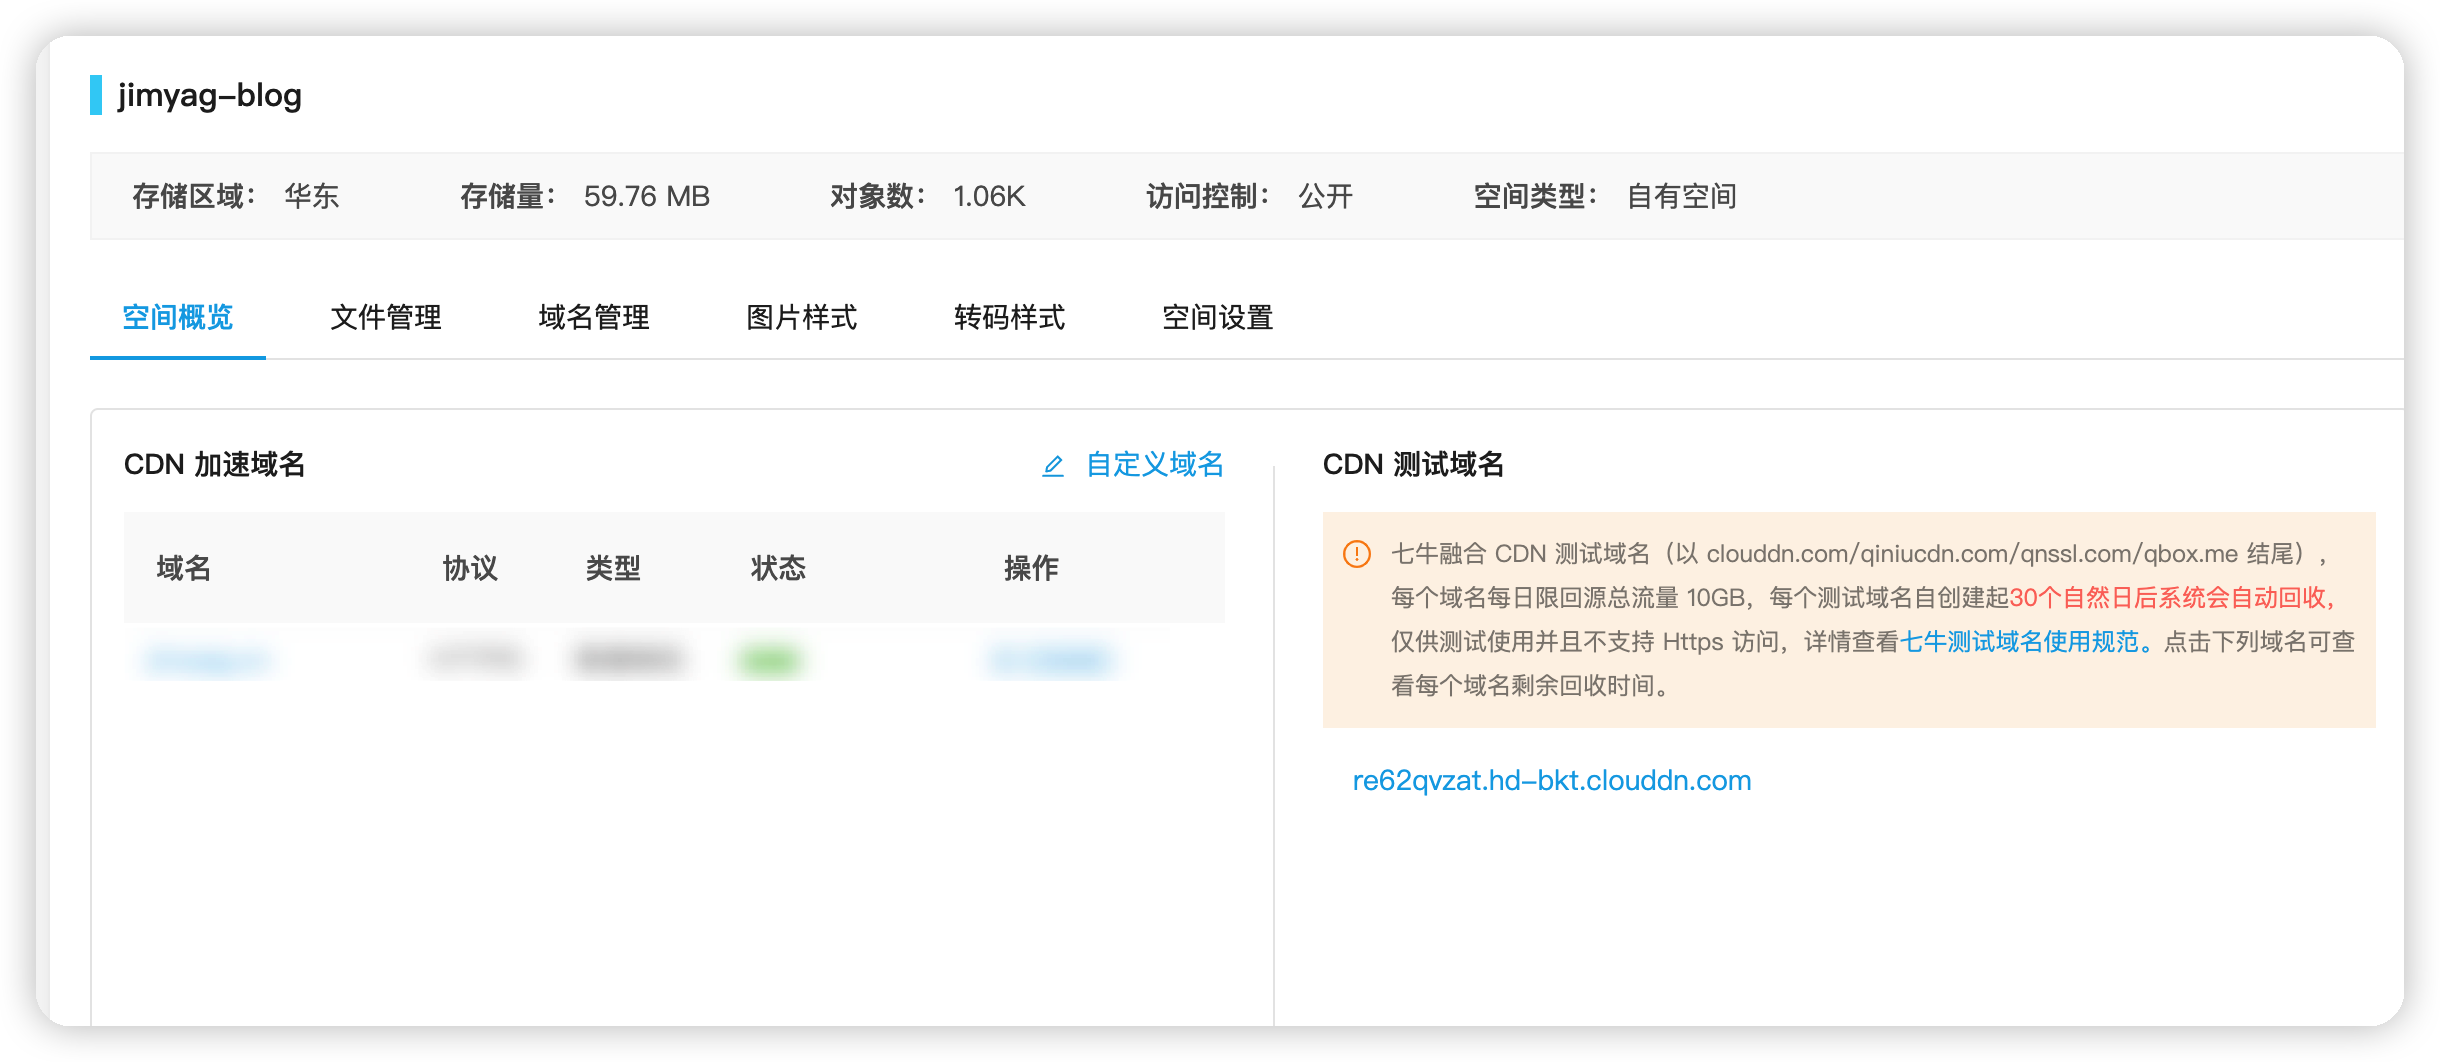 jimyag-blog
存储区域： 华东 存储量： 59.76 MB 对象数： 1.06K 访问控制： 公开 空间类型： 自有空间
空间概览 文件管理 域名管理 图片样式 转码样式 空间设置
CDN 加速域名 自定义域名
域名 协议 类型 状态 操作
CDN 测试域名
七牛融合 CDN 测试域名（以 clouddn.com/qiniucdn.com/qnssl.com/qbox.me 结尾），
每个域名每日限回源总流量 10GB，每个测试域名自创建起30个自然日后系统会自动回收，
仅供测试使用并且不支持 Https 访问，详情查看七牛测试域名使用规范。点击下列域名可查
看每个域名剩余回收时间。
re62qvzat.hd-bkt.clouddn.com